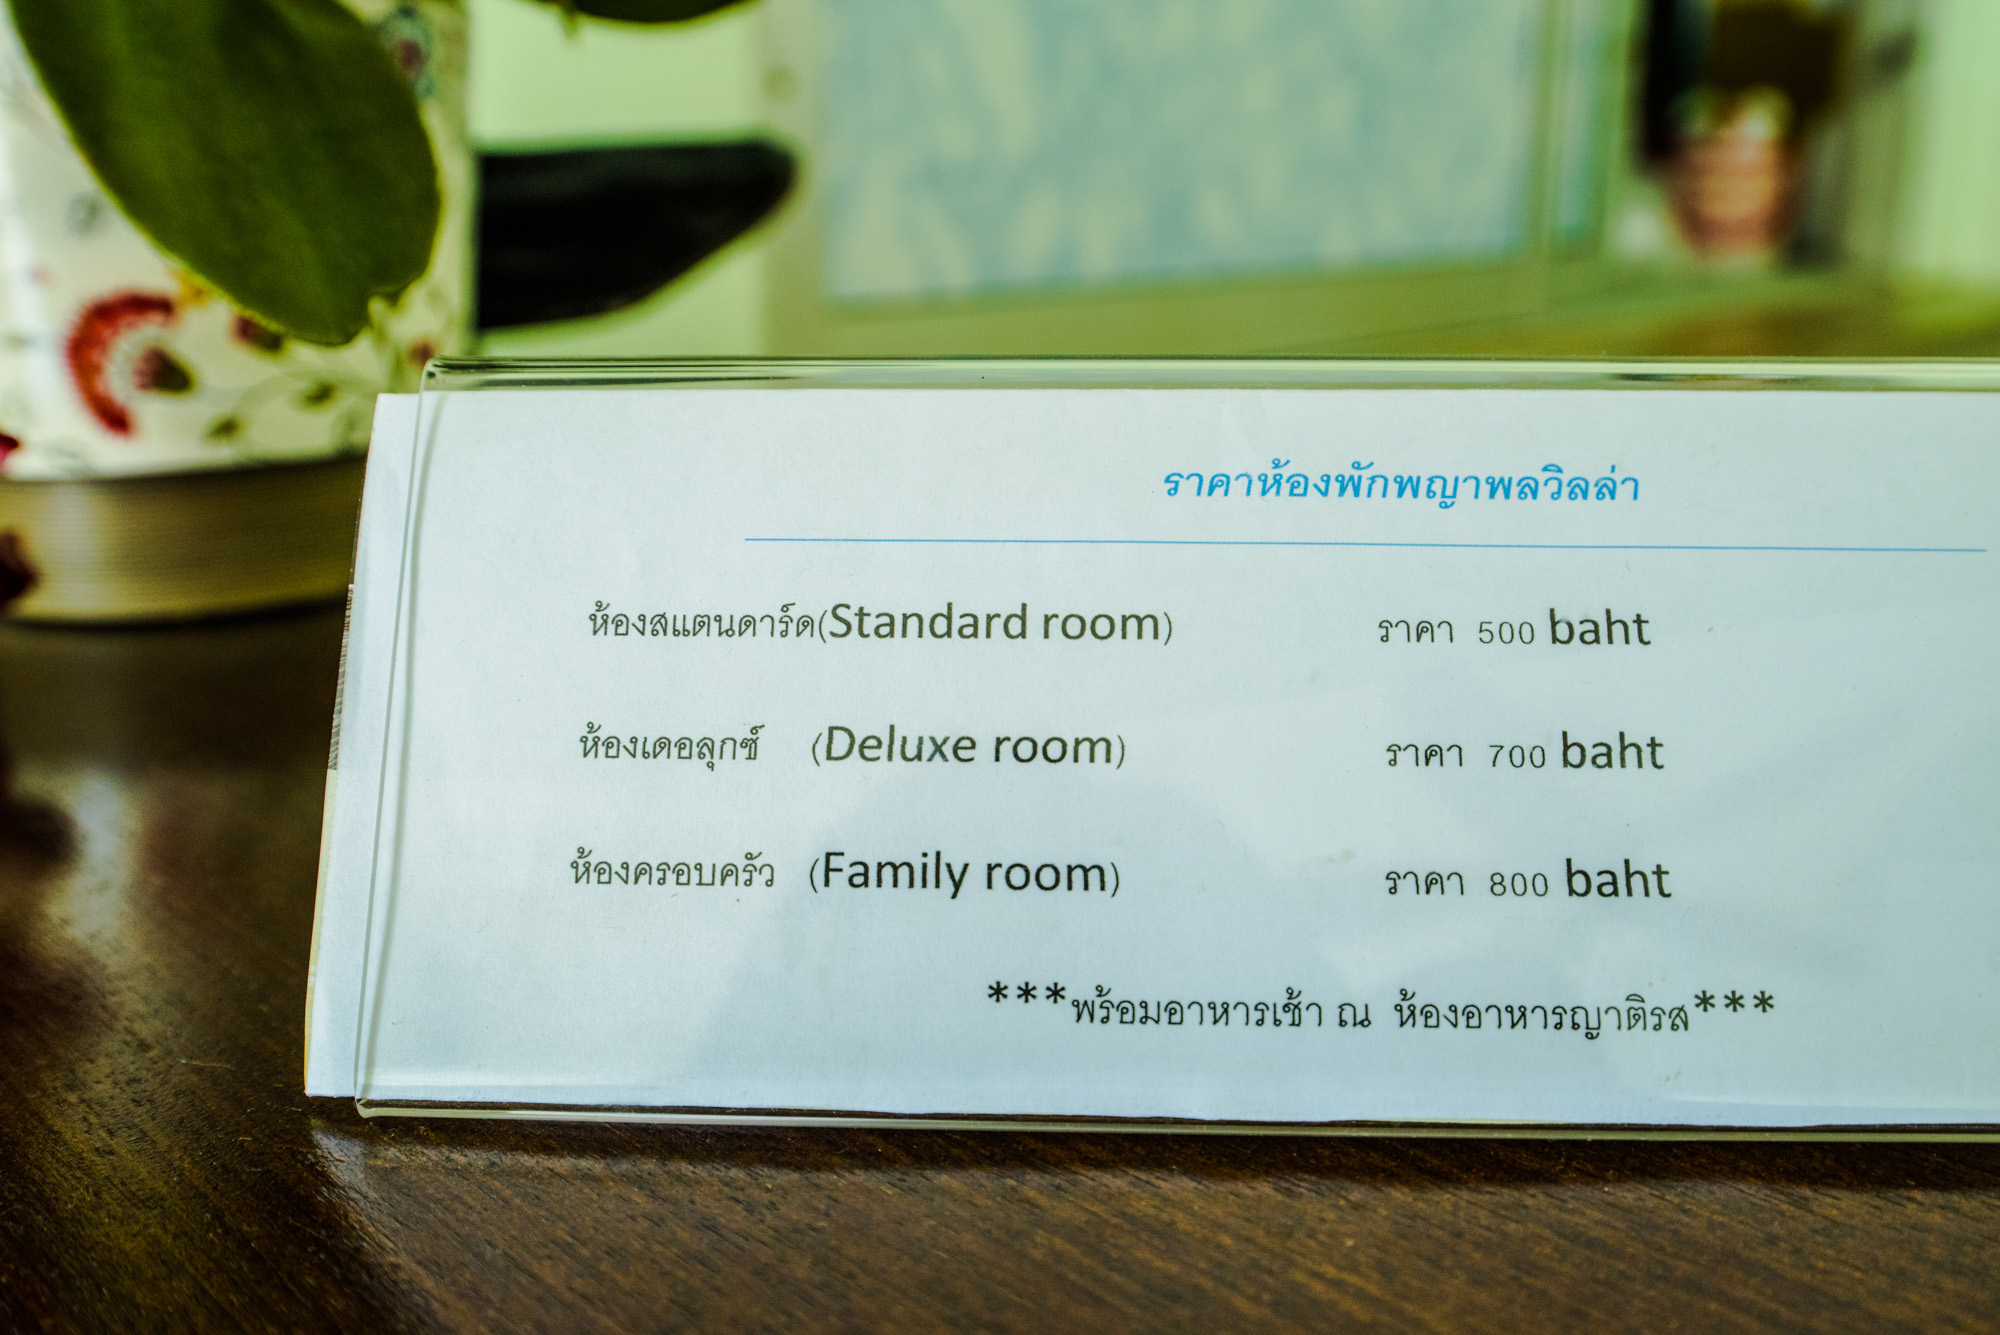 ราคาห้องพักพญาพลวิลล่า
ห้องสแตนดาร์ด(Standard room) ราคา 500 baht
ห้องเดอลุกซ์ (Deluxe room) ราคา 700 baht
ห้องครอบครัว (Family room) ราคา 800 baht
***พร้อมอาหารเช้า ณ ห้องอาหารญาติรส***